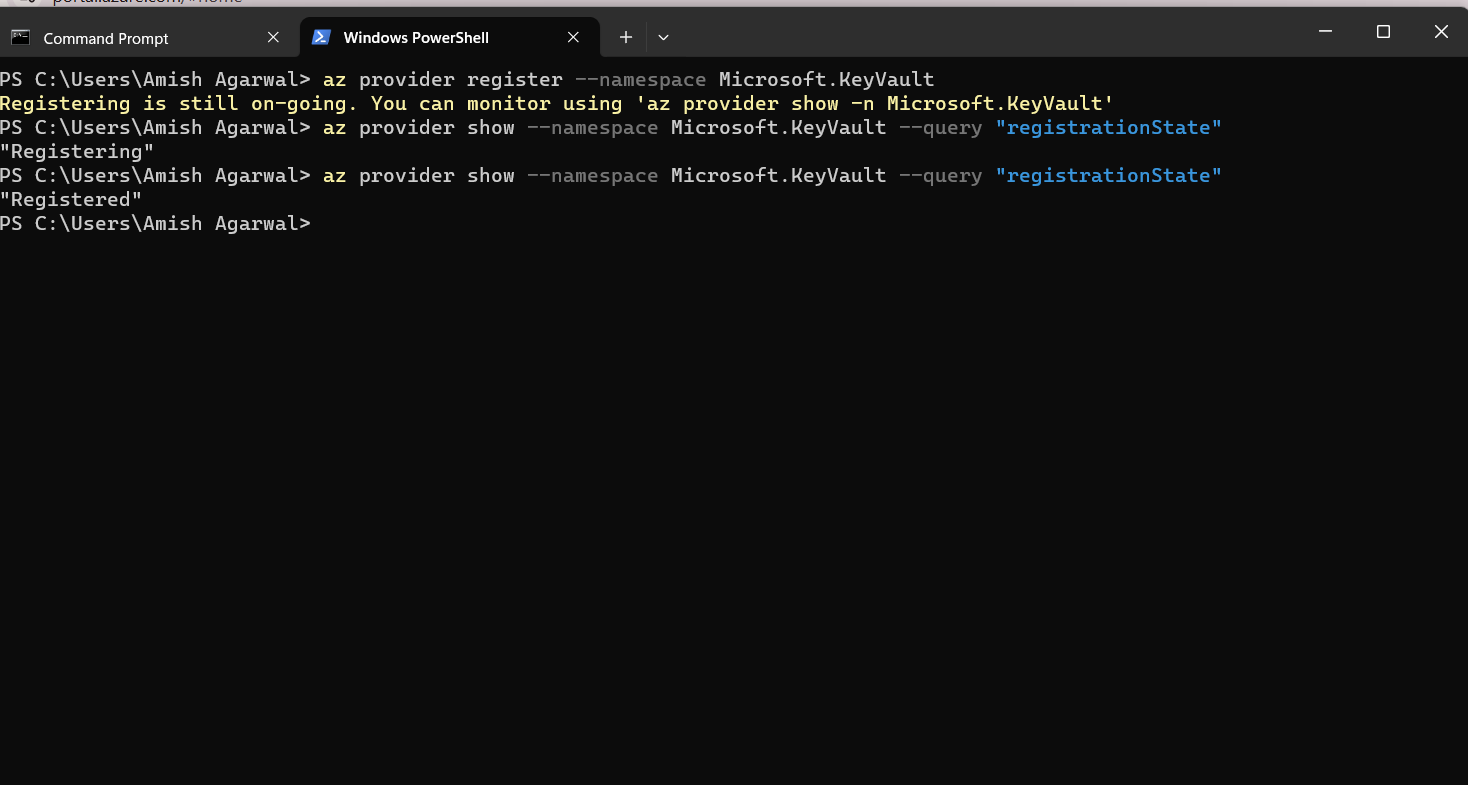 Command Prompt
Windows PowerShell
PS C:\Users\Amish Agarwal> az provider register --namespace Microsoft.KeyVault
Registering is still on-going. You can monitor using 'az provider show -n Microsoft.KeyVault'
PS C:\Users\Amish Agarwal> az provider show --namespace Microsoft.KeyVault --query "registrationState"
"Registering"
PS C:\Users\Amish Agarwal> az provider show --namespace Microsoft.KeyVault --query "registrationState"
"Registered"
PS C:\Users\Amish Agarwal>